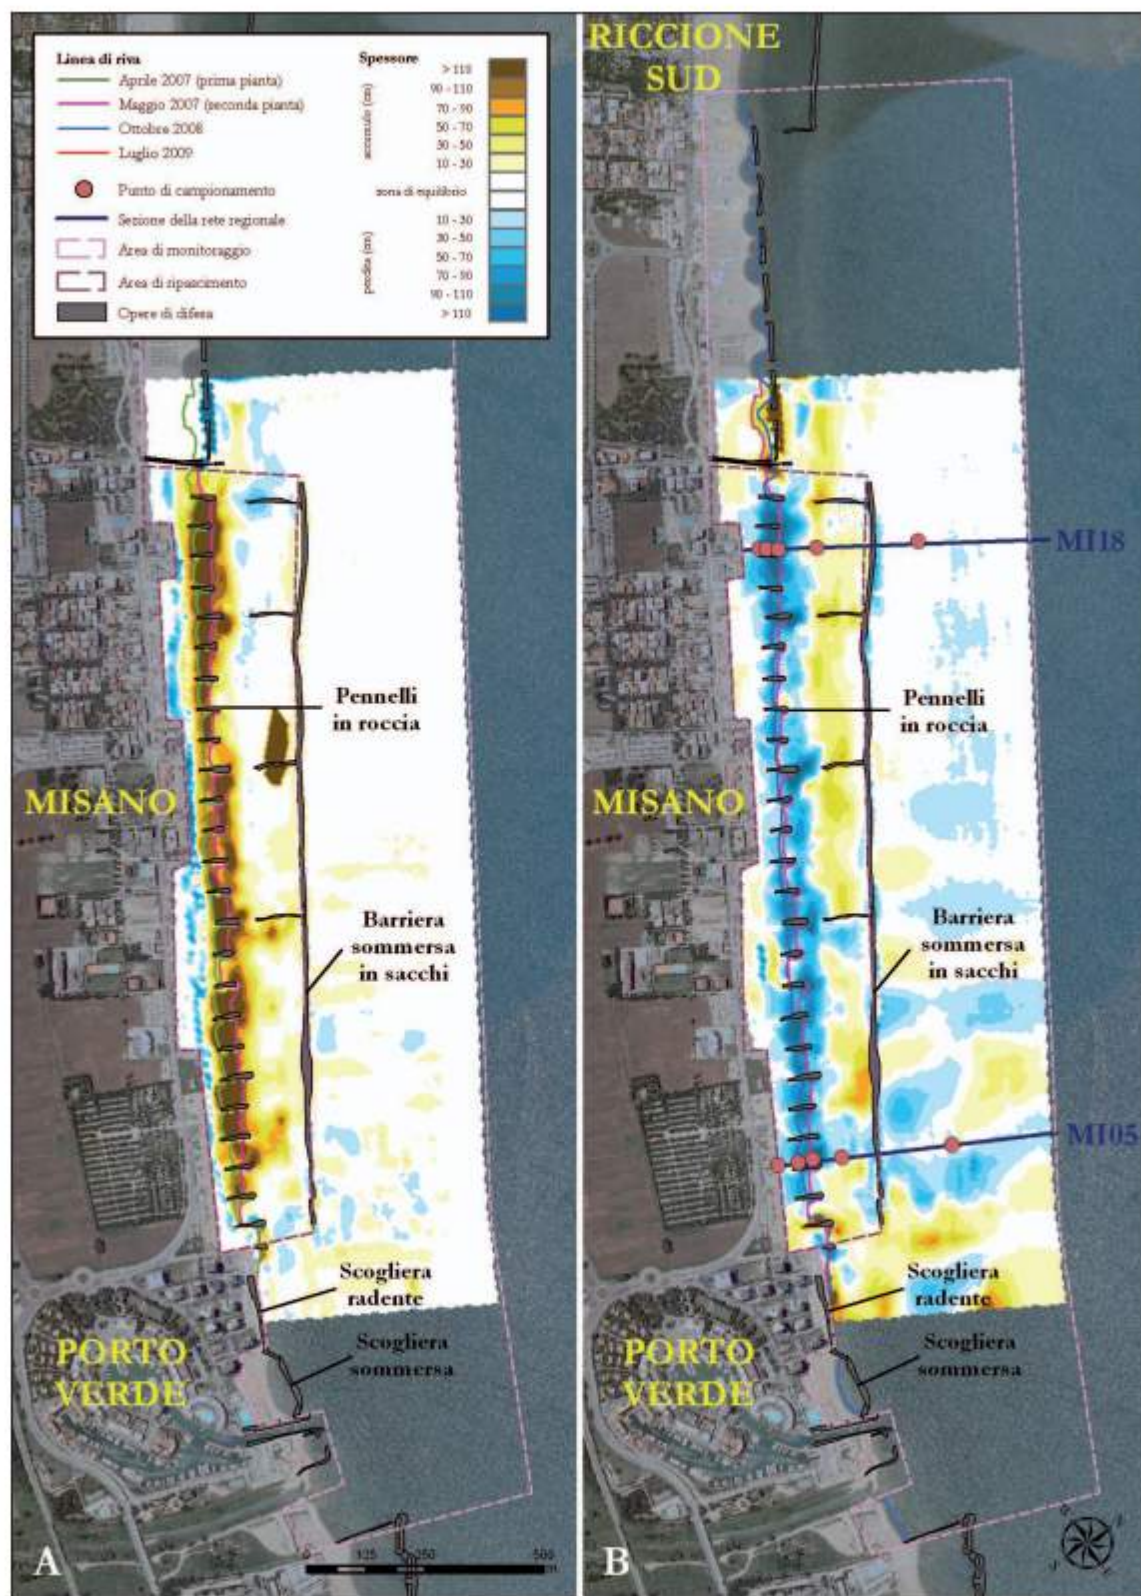 Linea di riva
Aprile 2007 (prima pianta)
Maggio 2007 (seconda pianta)
Ottobre 2008
Luglio 2009
Punto di campionamento
Sezione della rete regionale
Area di monitoraggio
Area di ripascimento
Opere di difesa
Spessore
accumulo (cm)
> 110
90 - 110
70 - 90
50 - 70
30 - 50
10 - 30
zona di equilibrio
perdita (cm)
10 - 30
30 - 50
50 - 70
70 - 90
90 - 110
> 110
Pennelli
in roccia
MISANO
Barriera
sommersa
in sacchi
Scogliera
radente
Scogliera
sommersa
PORTO
VERDE
A
0 125 250 500
m
RICCIONE
SUD
MI18
Pennelli
in roccia
MISANO
Barriera
sommersa
in sacchi
MI05
Scogliera
radente
Scogliera
sommersa
PORTO
VERDE
B